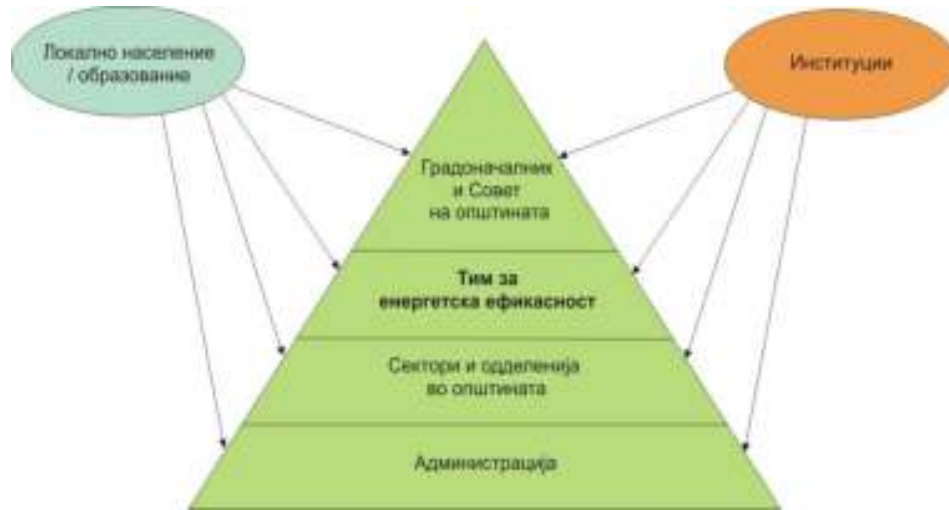 Локално население
/ образование
Институции
Градоначалник
и Совет
на општината
Тим за
енергетска ефикасност
Сектори и одделенија
во општината
Администрација